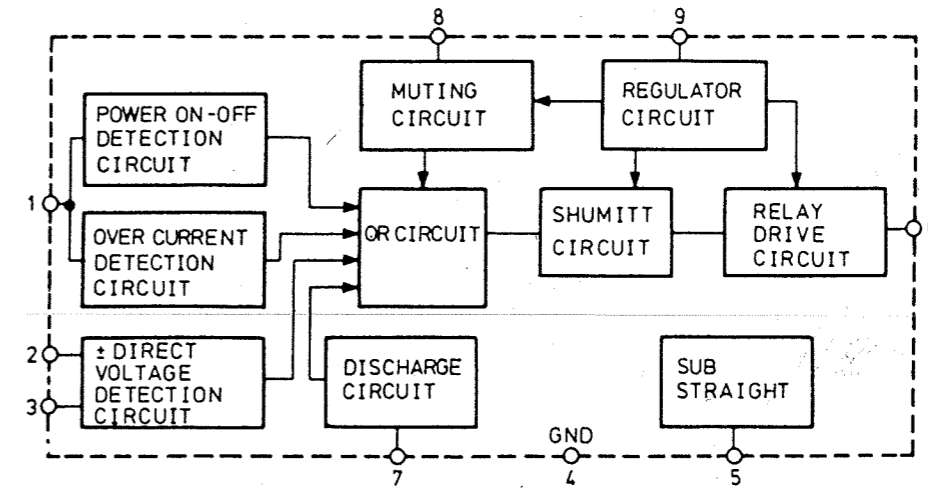 8
9
MUTING
CIRCUIT
REGULATOR
CIRCUIT
POWER ON-OFF
DETECTION
CIRCUIT
1
OVER CURRENT
DETECTION
CIRCUIT
OR CIRCUIT
SHUMITT
CIRCUIT
RELAY
DRIVE
CIRCUIT
2
3
± DIRECT
VOLTAGE
DETECTION
CIRCUIT
DISCHARGE
CIRCUIT
SUB
STRAIGHT
GND
7
4
5